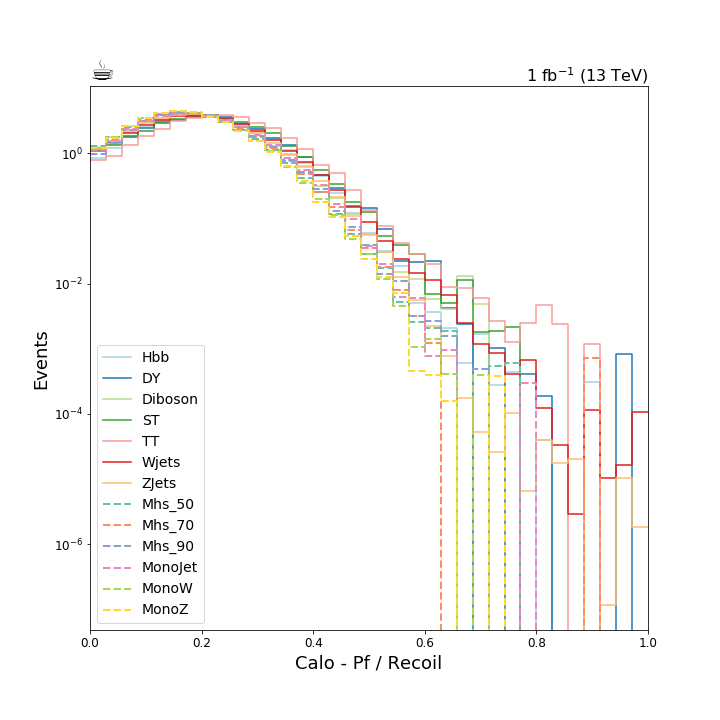 ☕ 1 fb⁻¹ (13 TeV)
10⁰
10⁻²
10⁻⁴
10⁻⁶
Events
Hbb
DY
Diboson
ST
TT
Wjets
ZJets
Mhs_50
Mhs_70
Mhs_90
MonoJet
MonoW
MonoZ
0.0 0.2 0.4 0.6 0.8 1.0
Calo - Pf / Recoil